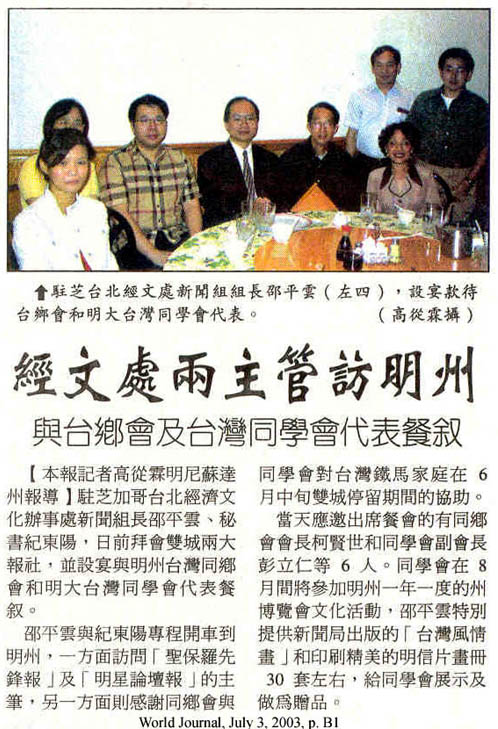 ⬆駐芝台北經文處新聞組組長邵平雲(左四),設宴款待
台鄉會和明大台灣同學會代表。 (高從霖攝)
經文處兩主管訪明州
與台鄉會及台灣同學會代表餐叙
【本報記者高從霖明尼蘇達
州報導】駐芝加哥台北經濟文
化辦事處新聞組長邵平雲、秘
書紀東陽,日前拜會雙城兩大
報社,並設宴與明州台灣同鄉
會和明大台灣同學會代表餐
叙。
邵平雲與紀東陽專程開車到
明州,一方面訪問「聖保羅先
鋒報」及「明星論壇報」的主
筆,另一方面則感謝同鄉會與
同學會對台灣鐵馬家庭在 6
月中旬雙城停留期間的協助。
當天應邀出席餐會的有同鄉
會會長柯賢世和同學會副會長
彭立仁等 6 人。同學會在 8
月間將參加明州一年一度的州
博覽會文化活動,邵平雲特別
提供新聞局出版的「台灣風情
畫」和印刷精美的明信片畫冊
30 套左右,給同學會展示及
做爲贈品。
World Journal, July 3, 2003, p. B1